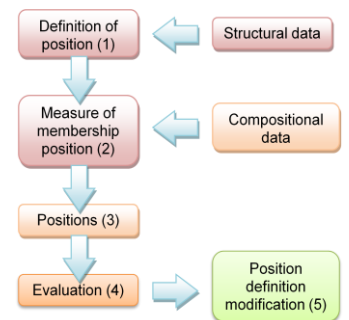 Definition of
position (1)
Structural data
Measure of
membership
position (2)
Compositional
data
Positions (3)
Evaluation (4)
Position
definition
modification (5)